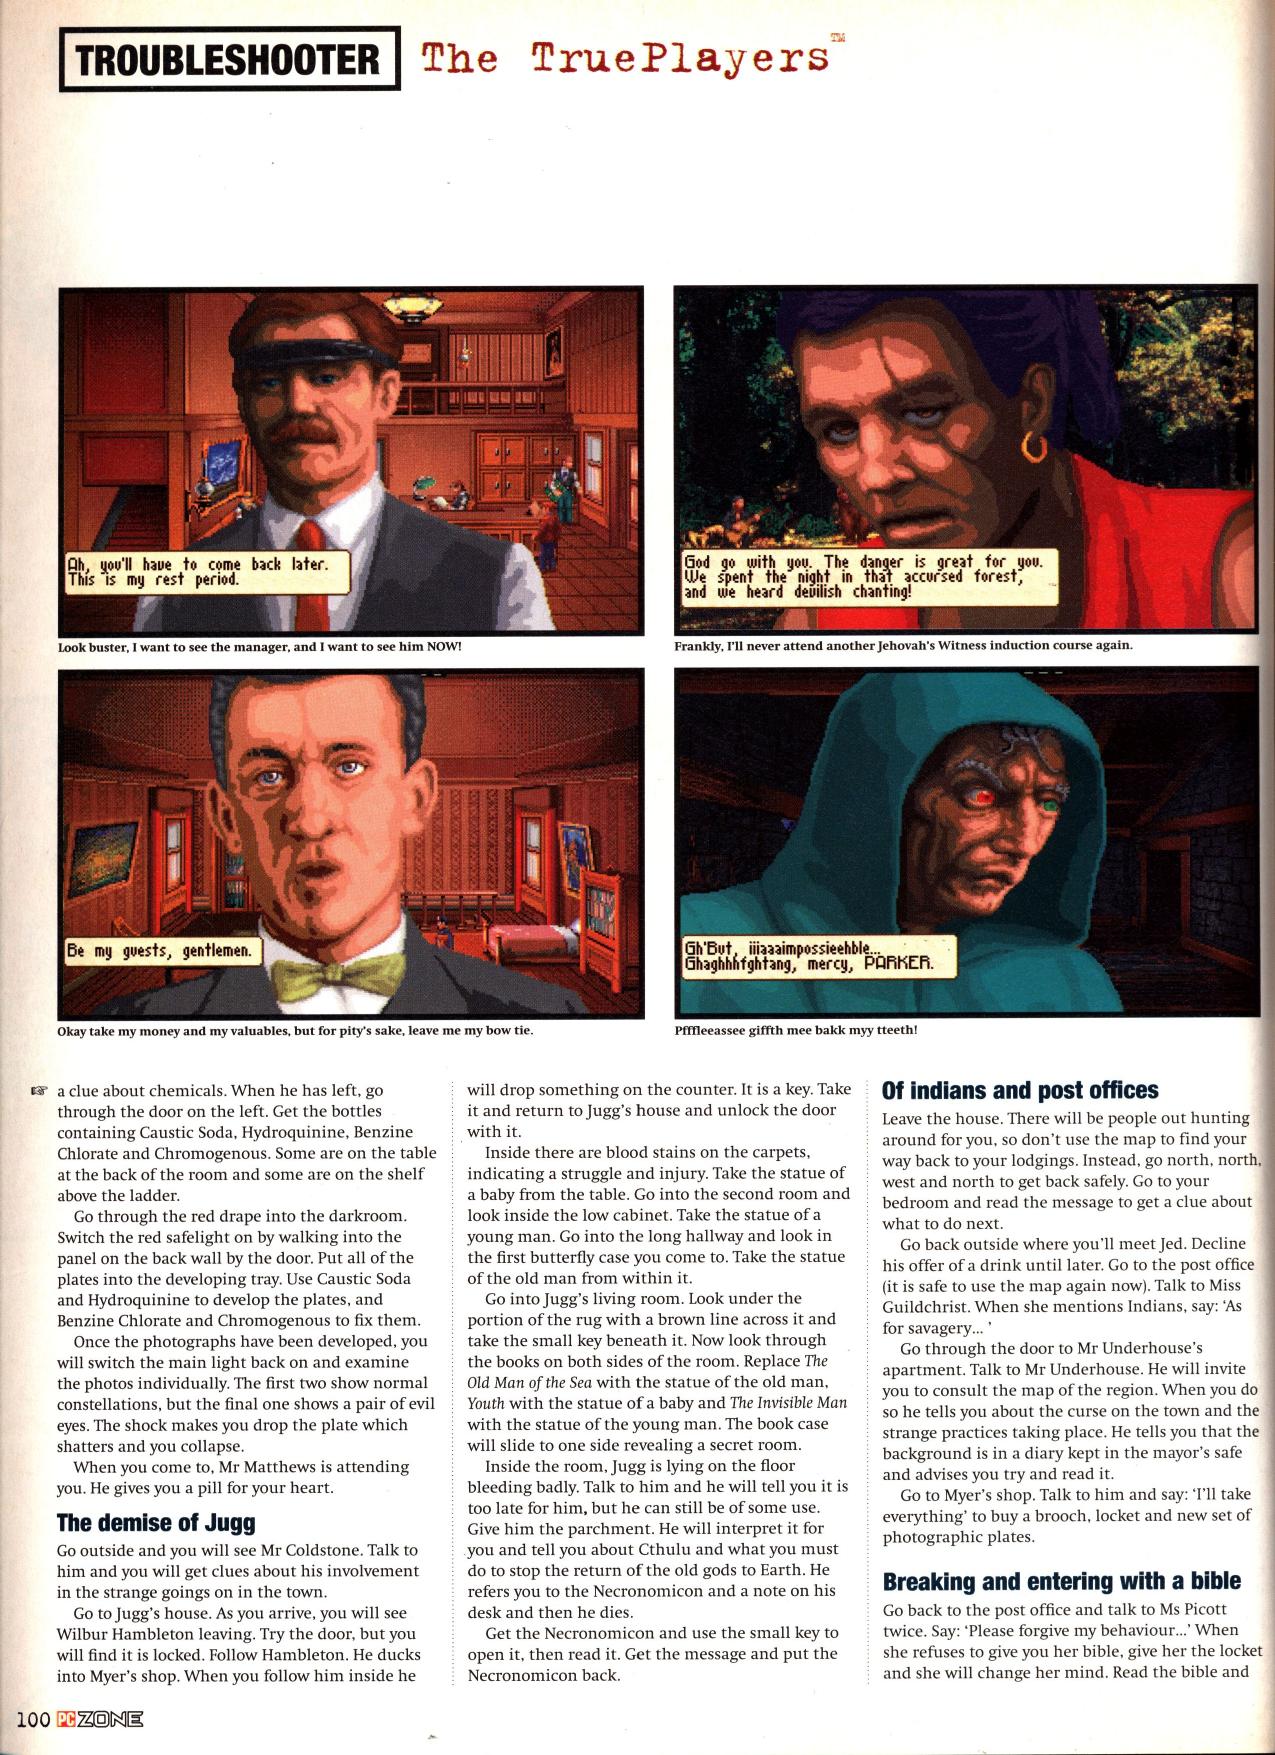 TROUBLESHOOTER The TruePlayers™
Ah, you'll have to come back later.
This is my rest period.
Look buster, I want to see the manager, and I want to see him NOW!
God go with you. The danger is great for you.
We spent the night in that accursed forest,
and we heard devilish chanting!
Frankly, I'll never attend another Jehovah's Witness induction course again.
Be my guests, gentlemen.
Okay take my money and my valuables, but for pity's sake, leave me my bow tie.
Gh'But, iiiaaaimpossieehble...
Ghaghhhfghtang, mercy, PARKER.
Pffflleeassee giffth mee bakk myy tteeth!
☞ a clue about chemicals. When he has left, go
through the door on the left. Get the bottles
containing Caustic Soda, Hydroquinine, Benzine
Chlorate and Chromogenous. Some are on the table
at the back of the room and some are on the shelf
above the ladder.
Go through the red drape into the darkroom.
Switch the red safelight on by walking into the
panel on the back wall by the door. Put all of the
plates into the developing tray. Use Caustic Soda
and Hydroquinine to develop the plates, and
Benzine Chlorate and Chromogenous to fix them.
Once the photographs have been developed, you
will switch the main light back on and examine
the photos individually. The first two show normal
constellations, but the final one shows a pair of evil
eyes. The shock makes you drop the plate which
shatters and you collapse.
When you come to, Mr Matthews is attending
you. He gives you a pill for your heart.
The demise of Jugg
Go outside and you will see Mr Coldstone. Talk to
him and you will get clues about his involvement
in the strange goings on in the town.
Go to Jugg's house. As you arrive, you will see
Wilbur Hambleton leaving. Try the door, but you
will find it is locked. Follow Hambleton. He ducks
into Myer's shop. When you follow him inside he
will drop something on the counter. It is a key. Take
it and return to Jugg's house and unlock the door
with it.
Inside there are blood stains on the carpets,
indicating a struggle and injury. Take the statue of
a baby from the table. Go into the second room and
look inside the low cabinet. Take the statue of a
young man. Go into the long hallway and look in
the first butterfly case you come to. Take the statue
of the old man from within it.
Go into Jugg's living room. Look under the
portion of the rug with a brown line across it and
take the small key beneath it. Now look through
the books on both sides of the room. Replace The
Old Man of the Sea with the statue of the old man,
Youth with the statue of a baby and The Invisible Man
with the statue of the young man. The book case
will slide to one side revealing a secret room.
Inside the room, Jugg is lying on the floor
bleeding badly. Talk to him and he will tell you it is
too late for him, but he can still be of some use.
Give him the parchment. He will interpret it for
you and tell you about Cthulu and what you must
do to stop the return of the old gods to Earth. He
refers you to the Necronomicon and a note on his
desk and then he dies.
Get the Necronomicon and use the small key to
open it, then read it. Get the message and put the
Necronomicon back.
Of indians and post offices
Leave the house. There will be people out hunting
around for you, so don't use the map to find your
way back to your lodgings. Instead, go north, north,
west and north to get back safely. Go to your
bedroom and read the message to get a clue about
what to do next.
Go back outside where you'll meet Jed. Decline
his offer of a drink until later. Go to the post office
(it is safe to use the map again now). Talk to Miss
Guildchrist. When she mentions Indians, say: 'As
for savagery... '
Go through the door to Mr Underhouse's
apartment. Talk to Mr Underhouse. He will invite
you to consult the map of the region. When you do
so he tells you about the curse on the town and the
strange practices taking place. He tells you that the
background is in a diary kept in the mayor's safe
and advises you try and read it.
Go to Myer's shop. Talk to him and say: 'I'll take
everything' to buy a brooch, locket and new set of
photographic plates.
Breaking and entering with a bible
Go back to the post office and talk to Ms Picott
twice. Say: 'Please forgive my behaviour...' When
she refuses to give you her bible, give her the locket
and she will change her mind. Read the bible and
100 PC ZONE